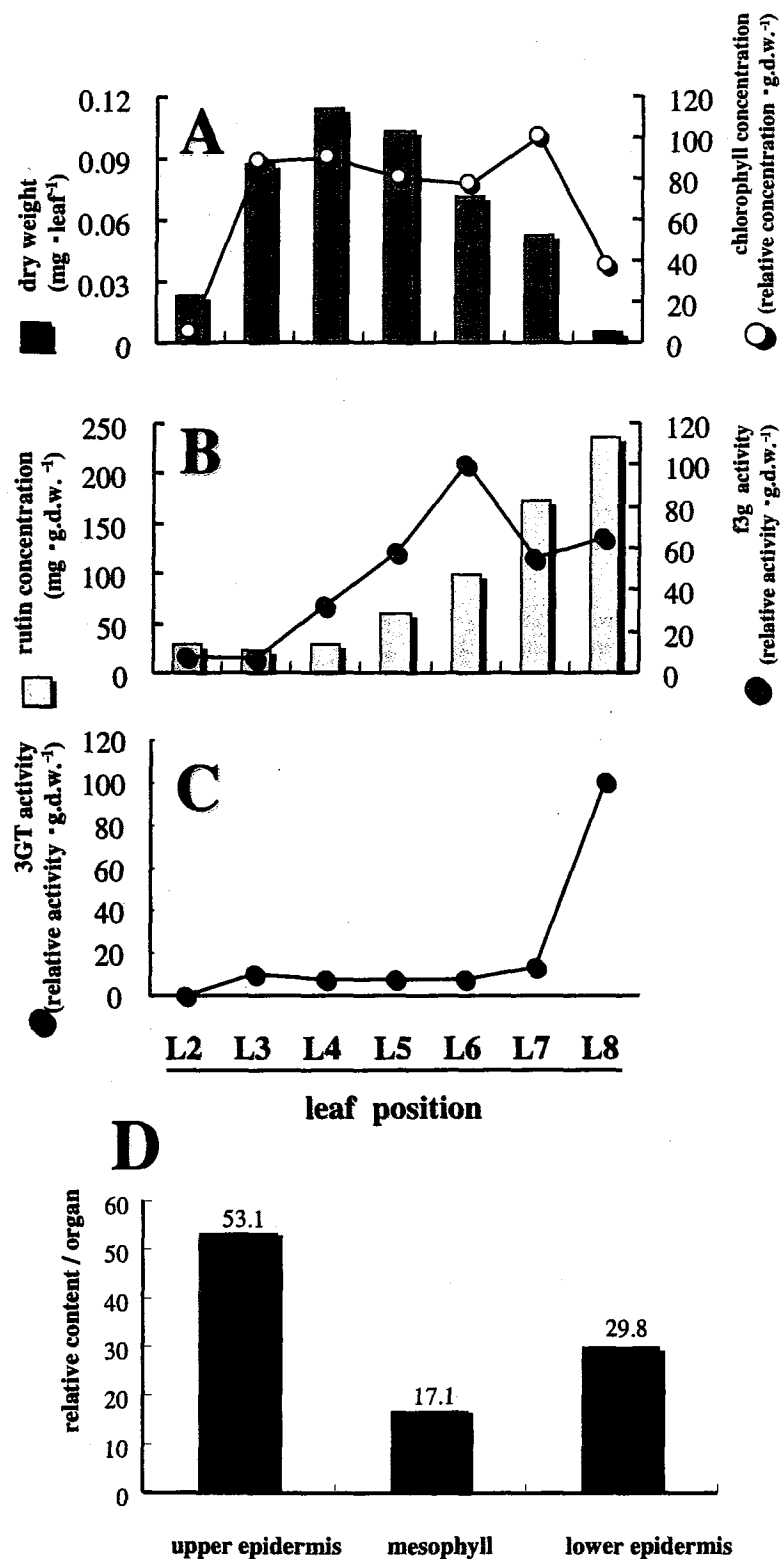 dry weight
(mg・leaf⁻¹)
0.12
0.09
0.06
0.03
0
A
120
100
80
60
40
20
0
chlorophyll concentration
(relative concentration・g.d.w.⁻¹)
rutin concentration
(mg・g.d.w. ⁻¹)
250
200
150
100
50
0
B
120
100
80
60
40
20
0
f3g activity
(relative activity・g.d.w.⁻¹)
3GT activity
(relative activity・g.d.w.⁻¹)
120
100
80
60
40
20
0
C
L2 L3 L4 L5 L6 L7 L8
leaf position
D
relative content / organ
60
50
40
30
20
10
0
53.1
17.1
29.8
upper epidermis mesophyll lower epidermis